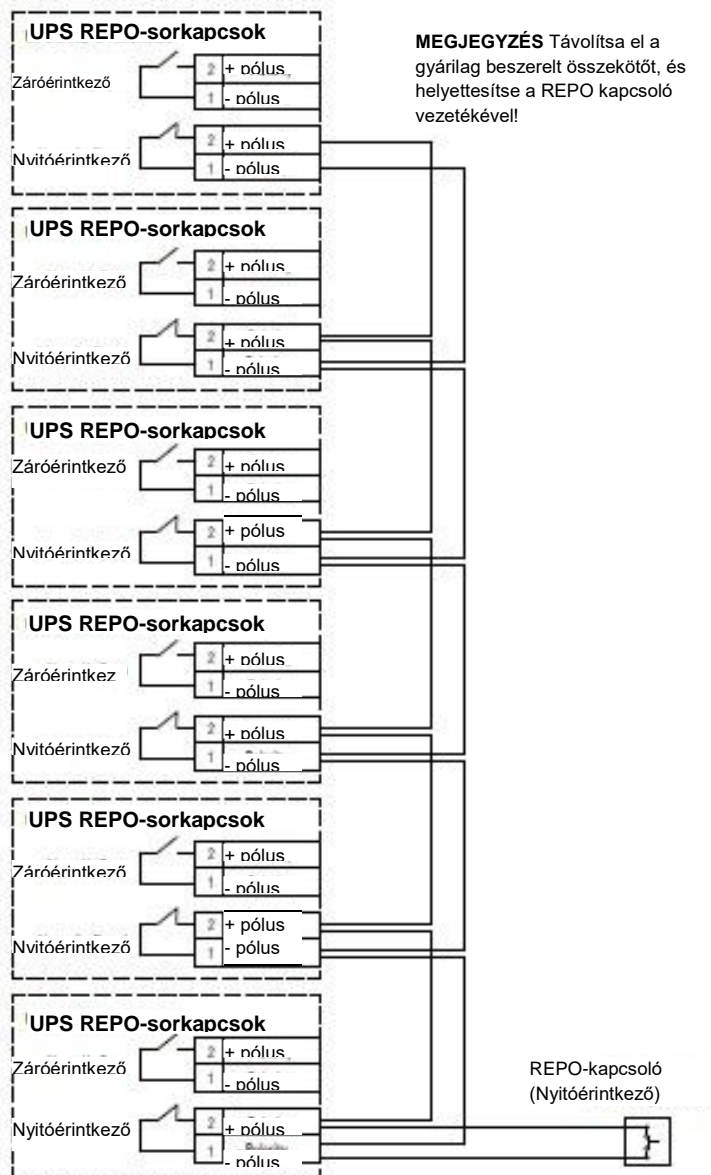 UPS REPO-sorkapcsok
MEGJEGYZÉS Távolítsa el a
gyárilag beszerelt összekötőt, és
helyettesítse a REPO kapcsoló
vezetékével!
Záróérintkező
2 + pólus
1 - pólus
Nyitóérintkező
2 + pólus
1 - pólus
UPS REPO-sorkapcsok
Záróérintkező
2 + pólus
1 - pólus
Nyitóérintkező
2 + pólus
1 - pólus
UPS REPO-sorkapcsok
Záróérintkező
2 + pólus
1 - pólus
Nyitóérintkező
2 + pólus
1 - pólus
UPS REPO-sorkapcsok
Záróérintkez
2 + pólus
1 - pólus
Nyitóérintkező
2 + pólus
1 - pólus
UPS REPO-sorkapcsok
Záróérintkező
2 + pólus
1 - pólus
Nyitóérintkező
2 + pólus
1 - pólus
UPS REPO-sorkapcsok
Záróérintkező
2 + pólus
1 - pólus
REPO-kapcsoló
(Nyitóérintkező)
Nyitóérintkező
2 + pólus
1 - pólus